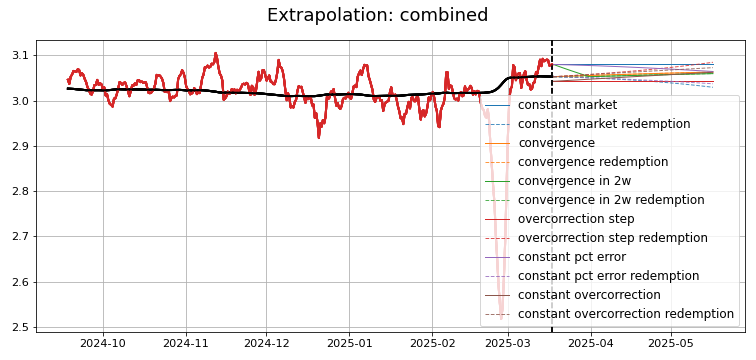 Extrapolation: combined
3.1
3.0
2.9
2.8
2.7
2.6
2.5
constant market
constant market redemption
convergence
convergence redemption
convergence in 2w
convergence in 2w redemption
overcorrection step
overcorrection step redemption
constant pct error
constant pct error redemption
constant overcorrection
constant overcorrection redemption
2024-10 2024-11 2024-12 2025-01 2025-02 2025-03 2025-04 2025-05